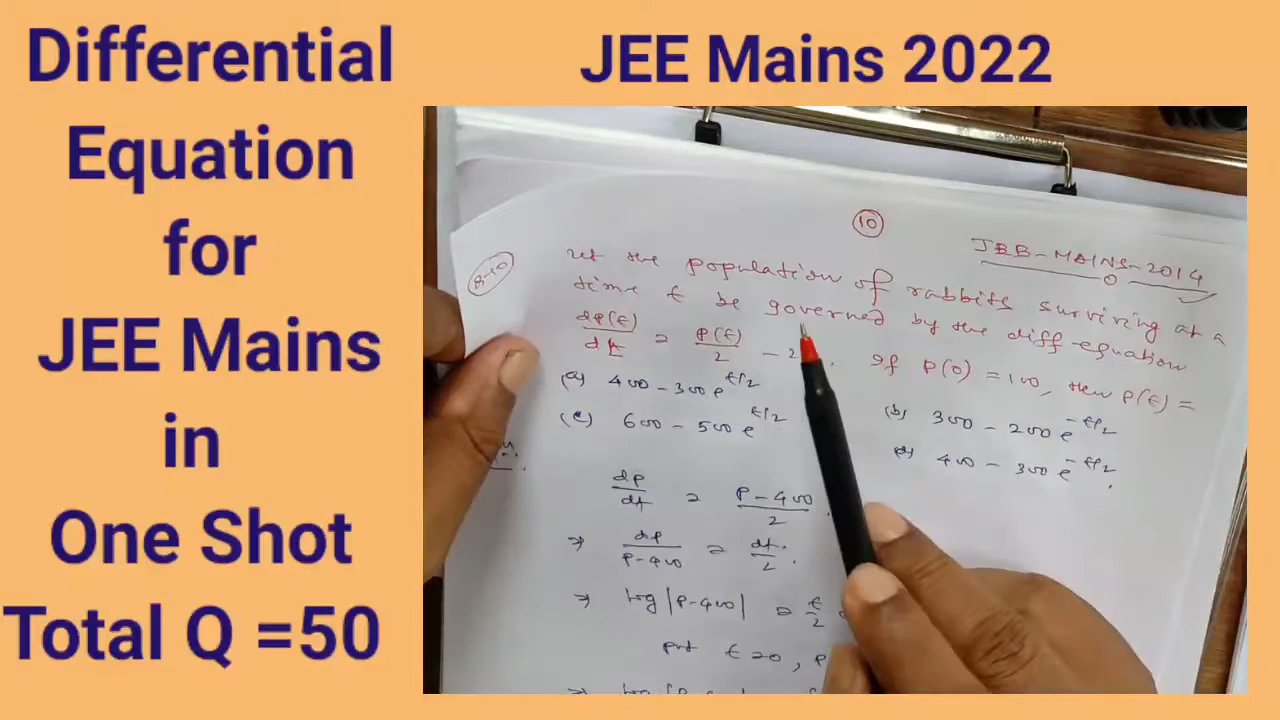 Differential
Equation
for
JEE Mains
in
One Shot
Total Q =50
JEE Mains 2022
10
JEE-MAINS-2014
Let the population of rabbits surviving at a
time t be governed by the diff equation
dp(t)/dt = p(t)/2 - 2 . If P(0) = 100, then P(t) =
(a) 400 - 300 e^t/2
(b) 300 - 200 e^-t/2
(c) 600 - 500 e^t/2
(d) 400 - 300 e^-t/2 .
dp/dt = P-400/2 .
⇒ dp/P-400 = dt/2 .
⇒ log|P-400| = t/2
put t=0, P